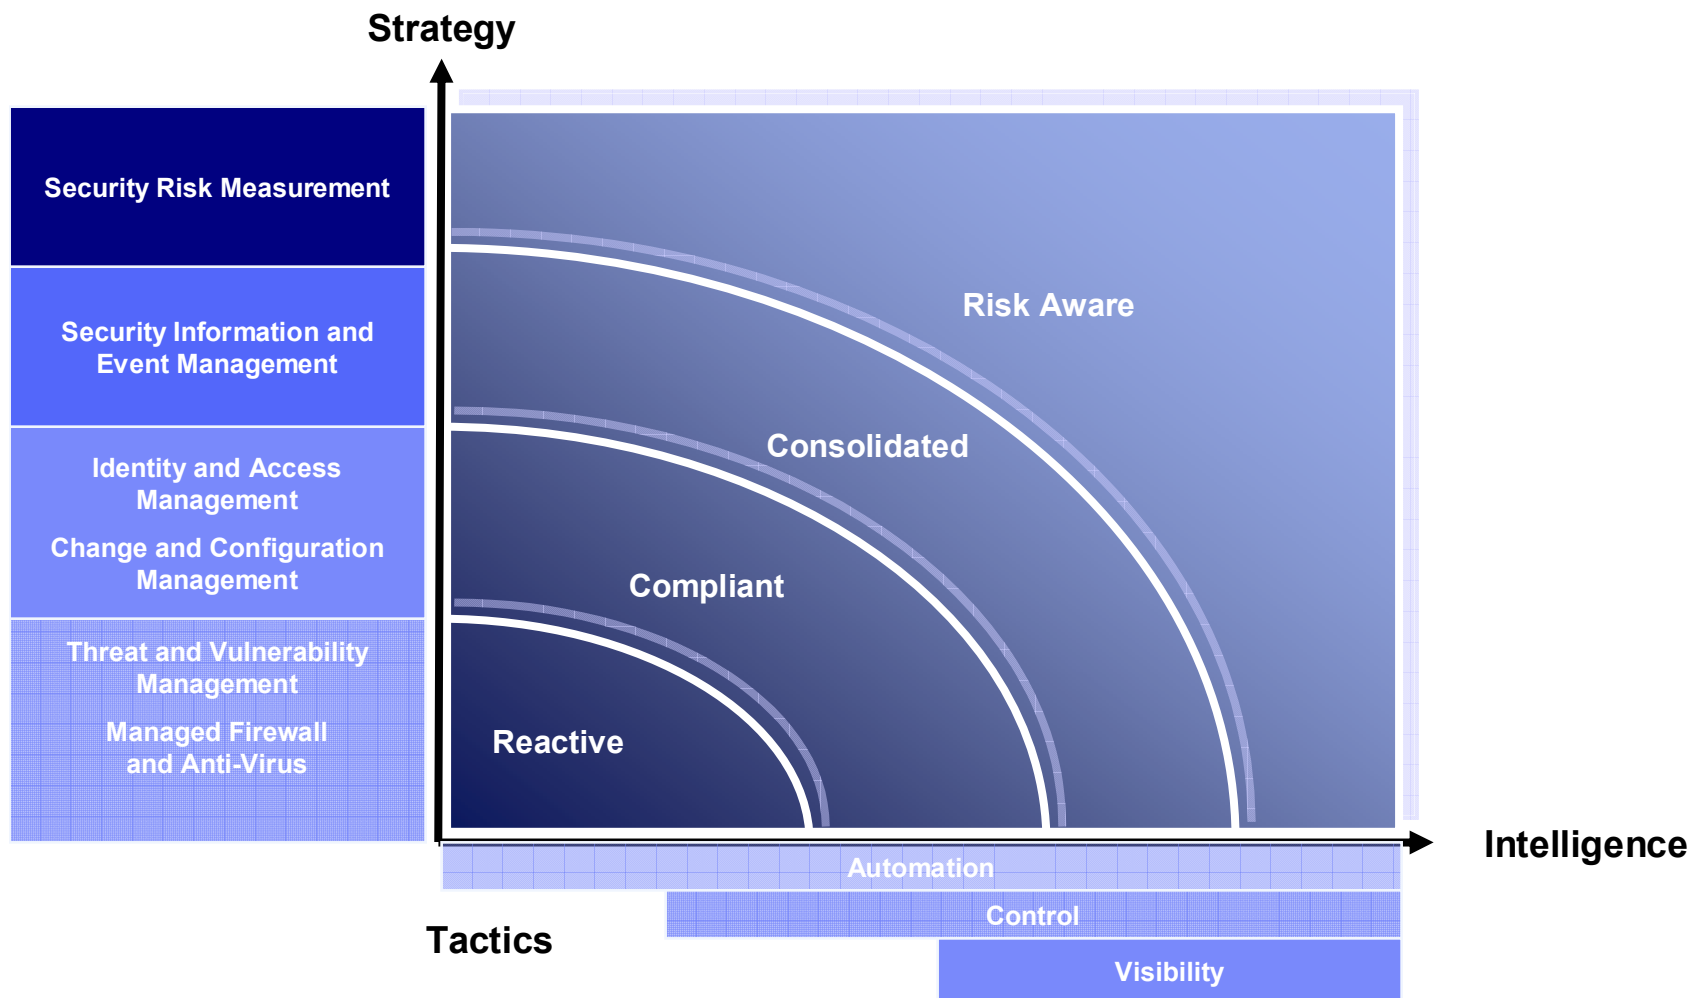 Strategy
Security Risk Measurement
Security Information and
Event Management
Identity and Access
Management
Change and Configuration
Management
Threat and Vulnerability
Management
Managed Firewall
and Anti-Virus
Risk Aware
Consolidated
Compliant
Reactive
Intelligence
Automation
Control
Tactics
Visibility